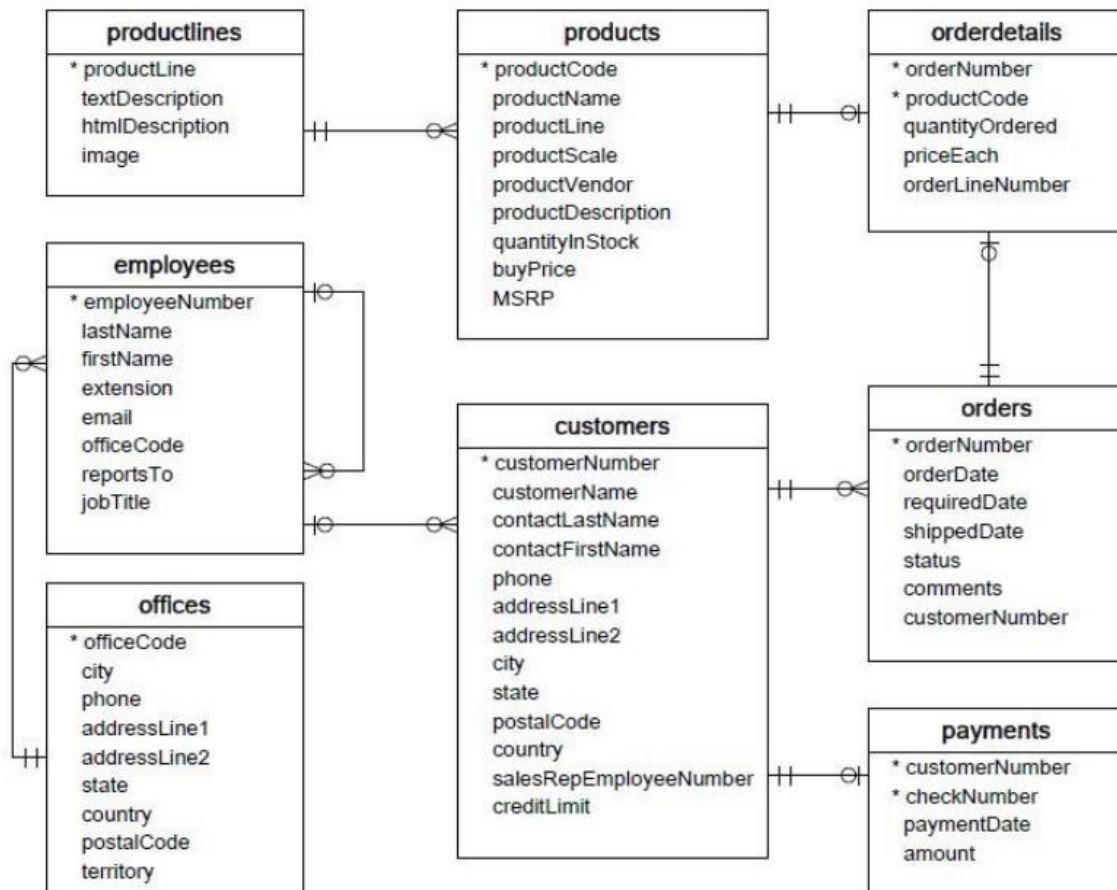 productlines
* productLine
textDescription
htmlDescription
image
products
* productCode
productName
productLine
productScale
productVendor
productDescription
quantityInStock
buyPrice
MSRP
orderdetails
* orderNumber
* productCode
quantityOrdered
priceEach
orderLineNumber
employees
* employeeNumber
lastName
firstName
extension
email
officeCode
reportsTo
jobTitle
customers
* customerNumber
customerName
contactLastName
contactFirstName
phone
addressLine1
addressLine2
city
state
postalCode
country
salesRepEmployeeNumber
creditLimit
orders
* orderNumber
orderDate
requiredDate
shippedDate
status
comments
customerNumber
offices
* officeCode
city
phone
addressLine1
addressLine2
state
country
postalCode
territory
payments
* customerNumber
* checkNumber
paymentDate
amount